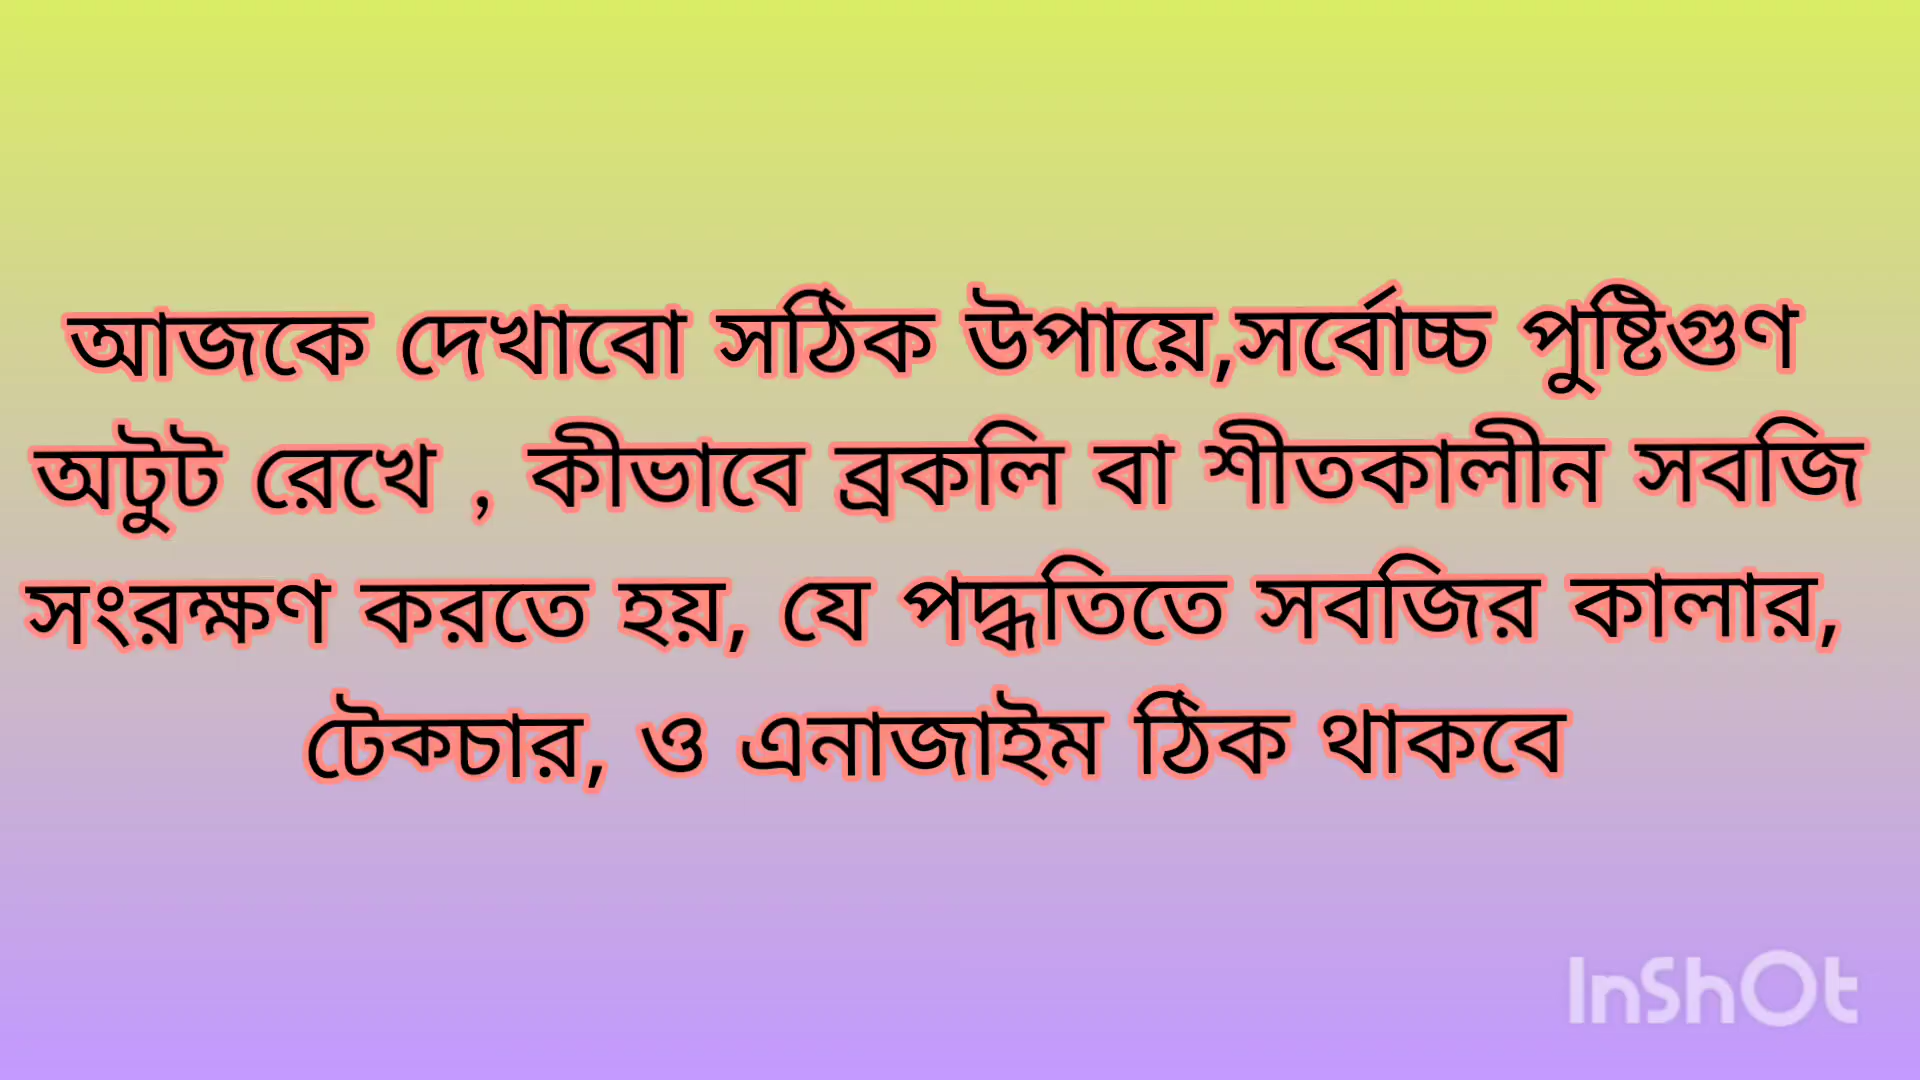 আজকে দেখাবো সঠিক উপায়ে,সর্বোচ্চ পুষ্টিগুণ
অটুট রেখে , কীভাবে ব্রকলি বা শীতকালীন সবজি
সংরক্ষণ করতে হয়, যে পদ্ধতিতে সবজির কালার,
টেকচার, ও এনাজাইম ঠিক থাকবে
InShOt